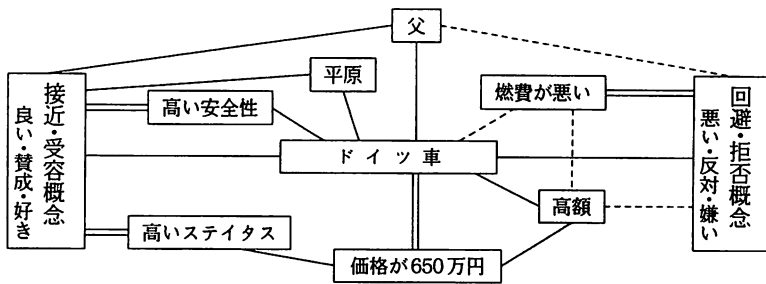 父
平原
高い安全性
燃費が悪い
接近・受容概念
良い・賛成・好き
ドイツ車
回避・拒否概念
悪い・反対・嫌い
高額
高いステイタス
価格が650万円